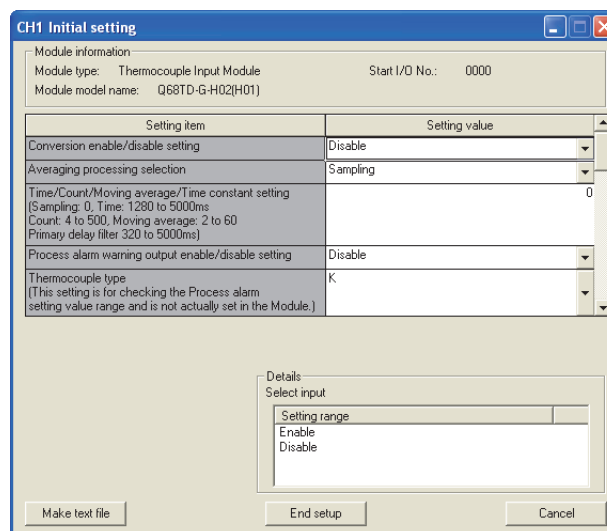 CH1 Initial setting
Module information
Module type: Thermocouple Input Module Start I/O No.: 0000
Module model name: Q68TD-G-H02(H01)
Setting item Setting value
Conversion enable/disable setting Disable
Averaging processing selection Sampling
Time/Count/Moving average/Time constant setting 0
(Sampling: 0, Time: 1280 to 5000ms
Count: 4 to 500, Moving average: 2 to 60
Primary delay filter 320 to 5000ms)
Process alarm warning output enable/disable setting Disable
Thermocouple type K
(This setting is for checking the Process alarm
setting value range and is not actually set in the Module.)
Details
Select input
Setting range
Enable
Disable
Make text file End setup Cancel